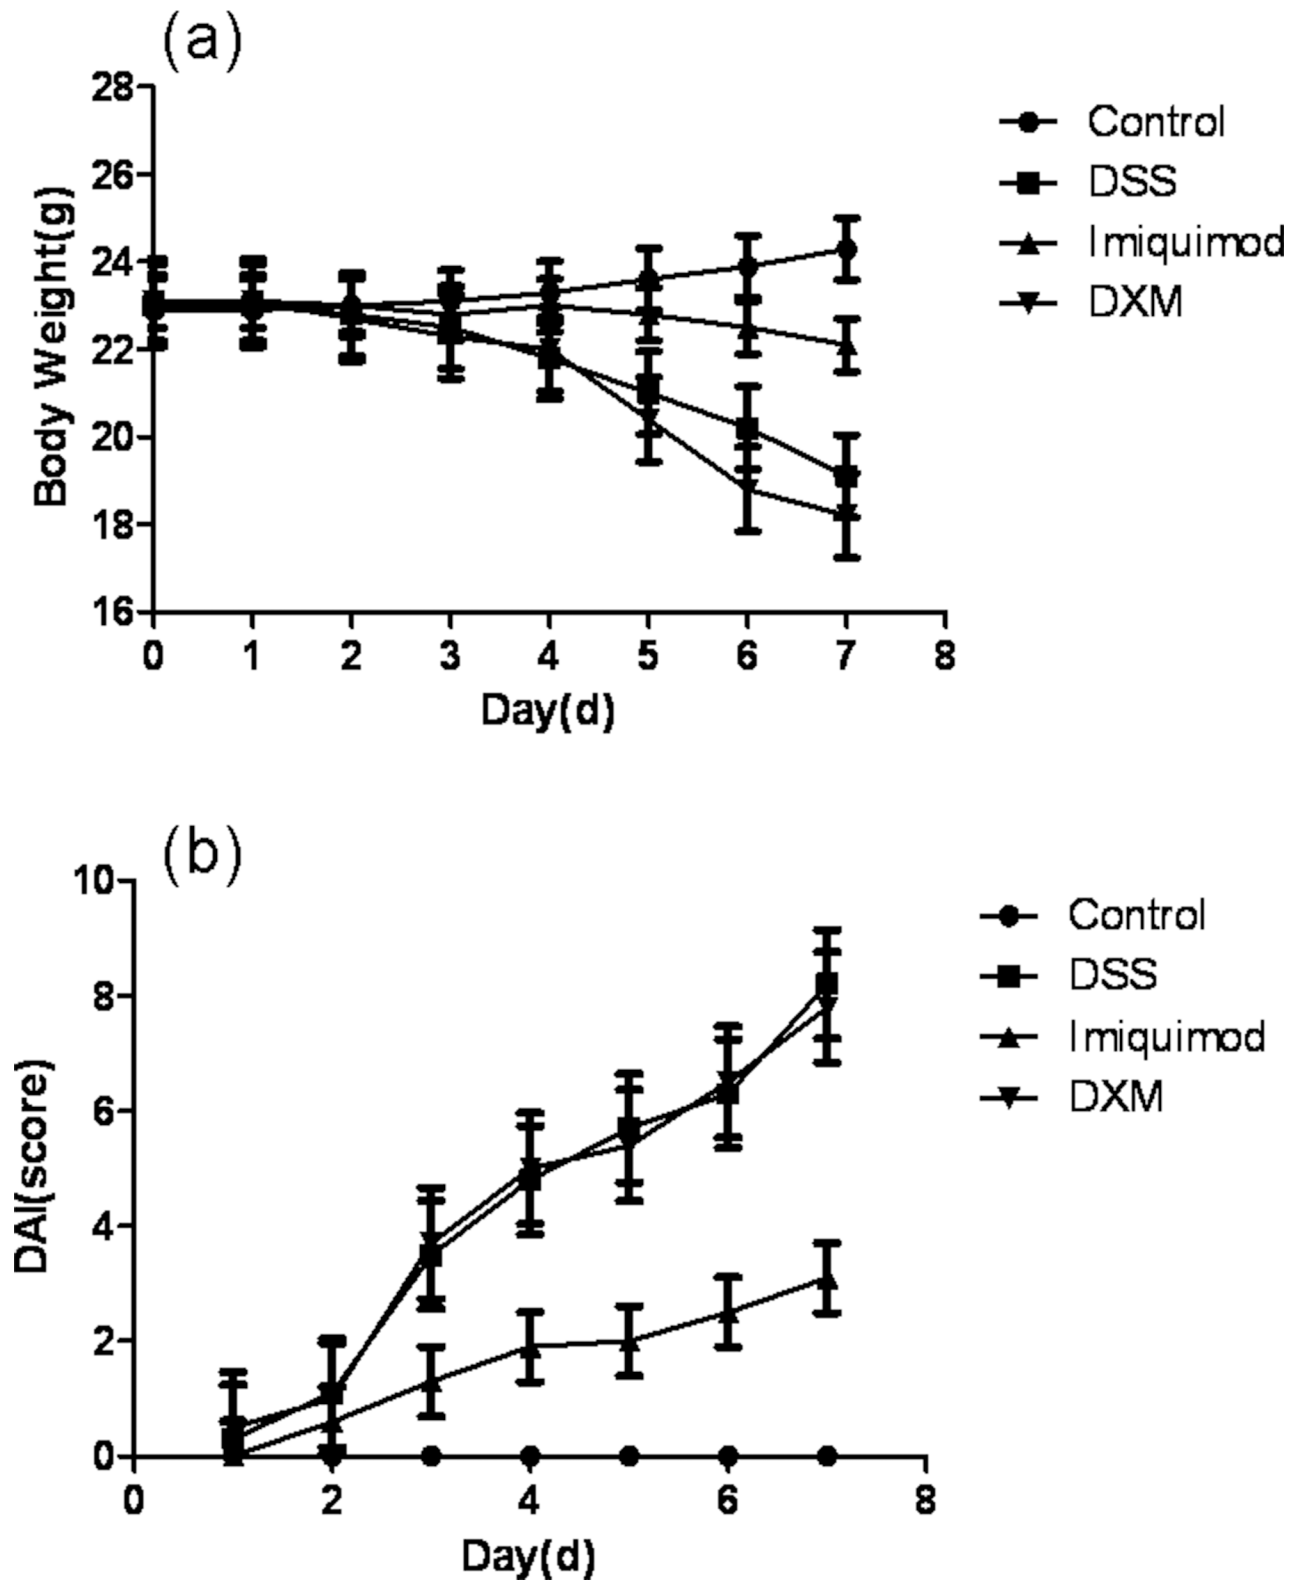 (a)
28
26
24
22
20
18
16
Body Weight(g)
0 1 2 3 4 5 6 7 8
Day(d)
Control
DSS
Imiquimod
DXM
(b)
10
8
6
4
2
0
DAI(score)
0 2 4 6 8
Day(d)
Control
DSS
Imiquimod
DXM